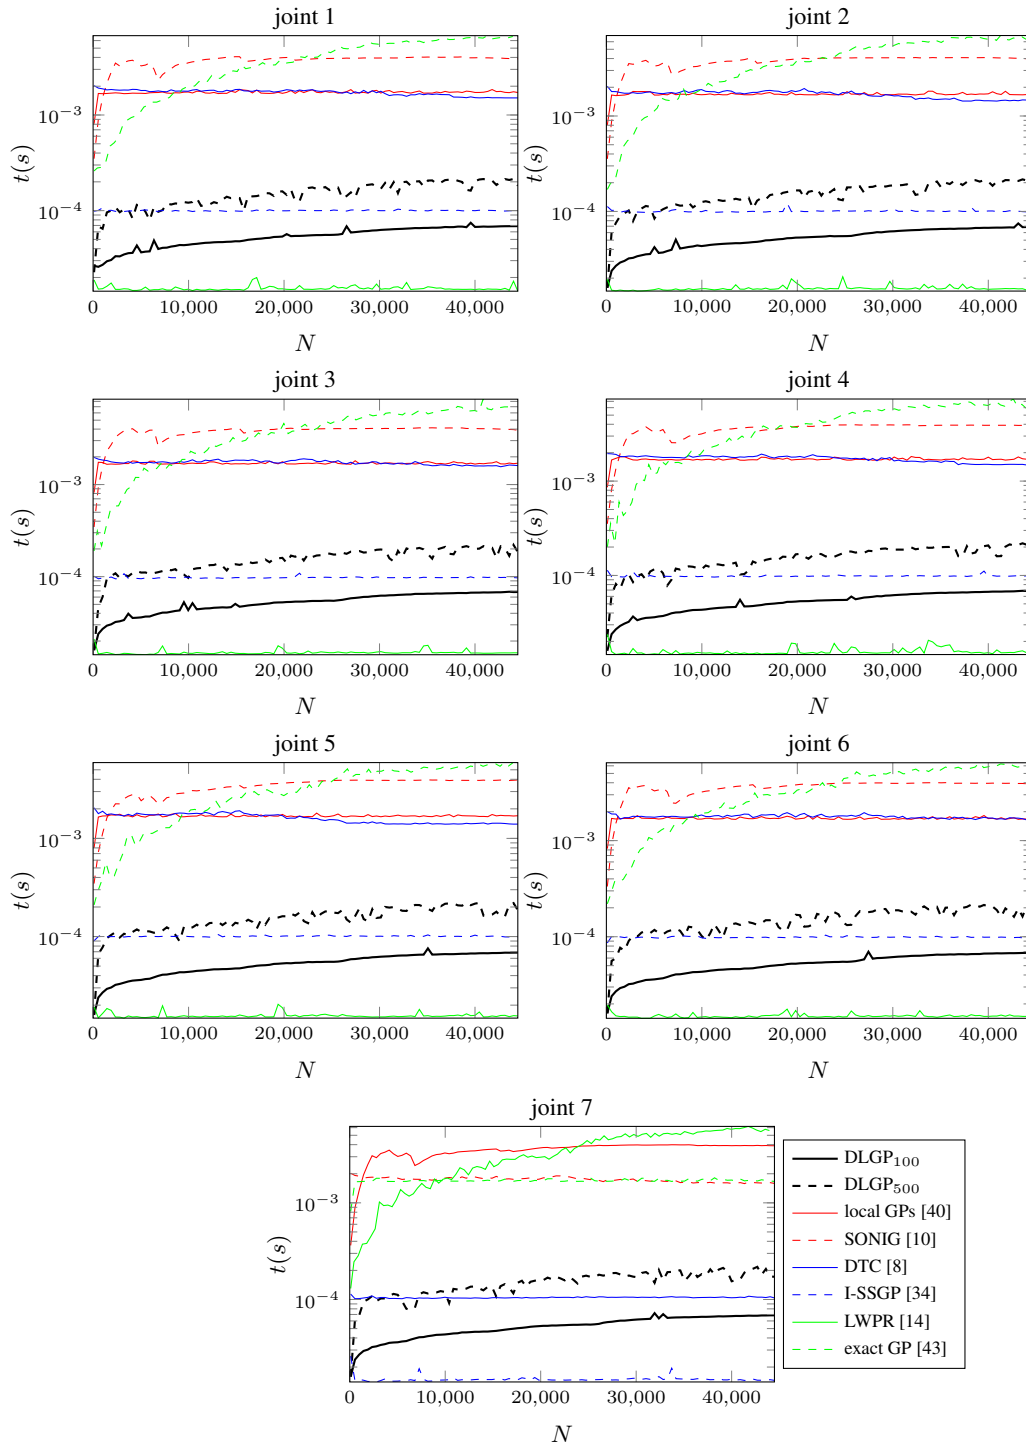 joint 1
t(s)
10⁻³
10⁻⁴
0 10,000 20,000 30,000 40,000
N
joint 2
t(s)
10⁻³
10⁻⁴
0 10,000 20,000 30,000 40,000
N
joint 3
t(s)
10⁻³
10⁻⁴
0 10,000 20,000 30,000 40,000
N
joint 4
t(s)
10⁻³
10⁻⁴
0 10,000 20,000 30,000 40,000
N
joint 5
t(s)
10⁻³
10⁻⁴
0 10,000 20,000 30,000 40,000
N
joint 6
t(s)
10⁻³
10⁻⁴
0 10,000 20,000 30,000 40,000
N
joint 7
t(s)
10⁻³
10⁻⁴
0 10,000 20,000 30,000 40,000
N
DLGP₁₀₀
DLGP₅₀₀
local GPs [40]
SONIG [10]
DTC [8]
I-SSGP [34]
LWPR [14]
exact GP [43]